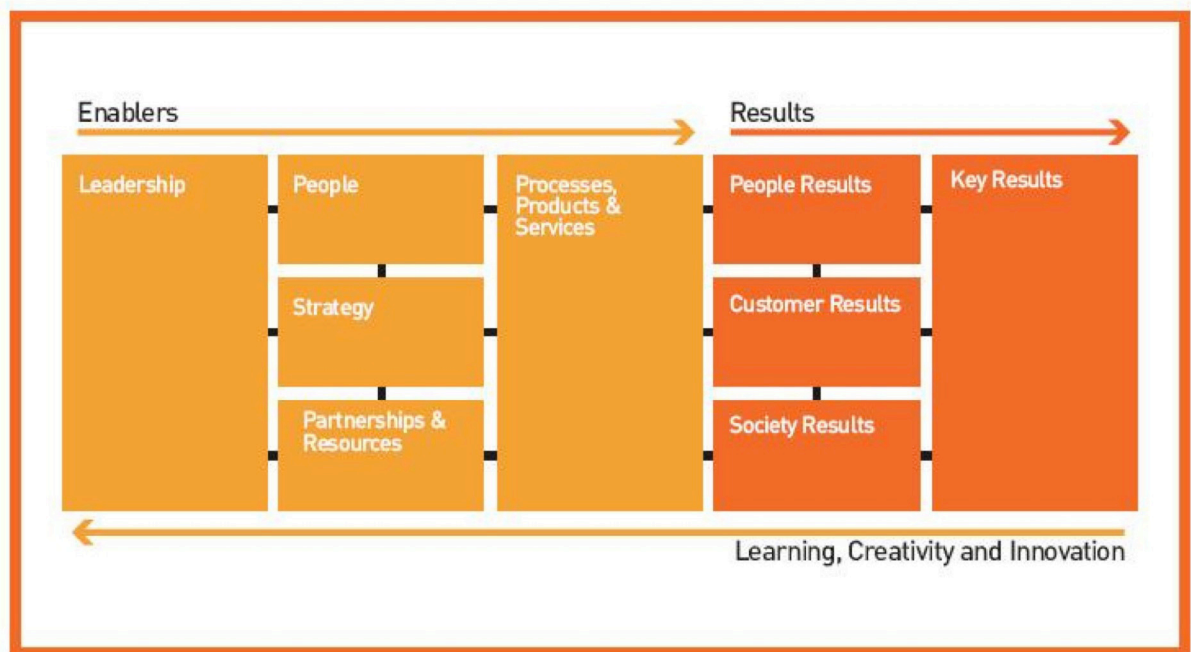 Enablers
Results
Leadership
People
Processes,
Products &
Services
People Results
Key Results
Strategy
Customer Results
Partnerships &
Resources
Society Results
Learning, Creativity and Innovation